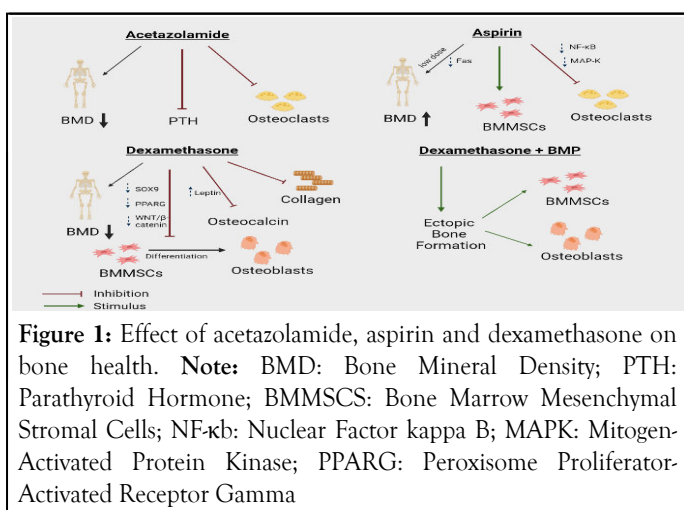 Acetazolamide
BMD
PTH
Osteoclasts
Aspirin
low dose
Fas
NF-κB
MAP-K
BMD
BMMSCs
Osteoclasts
Dexamethasone
SOX9
PPARG
WNT/β-
catenin
Leptin
Collagen
Osteocalcin
BMD
BMMSCs
Differentiation
Osteoblasts
Dexamethasone + BMP
Ectopic
Bone
Formation
BMMSCs
Osteoblasts
Inhibition
Stimulus
Figure 1: Effect of acetazolamide, aspirin and dexamethasone on
bone health. Note: BMD: Bone Mineral Density; PTH:
Parathyroid Hormone; BMMSCS: Bone Marrow Mesenchymal
Stromal Cells; NF-κb: Nuclear Factor kappa B; MAPK: Mitogen-
Activated Protein Kinase; PPARG: Peroxisome Proliferator-
Activated Receptor Gamma